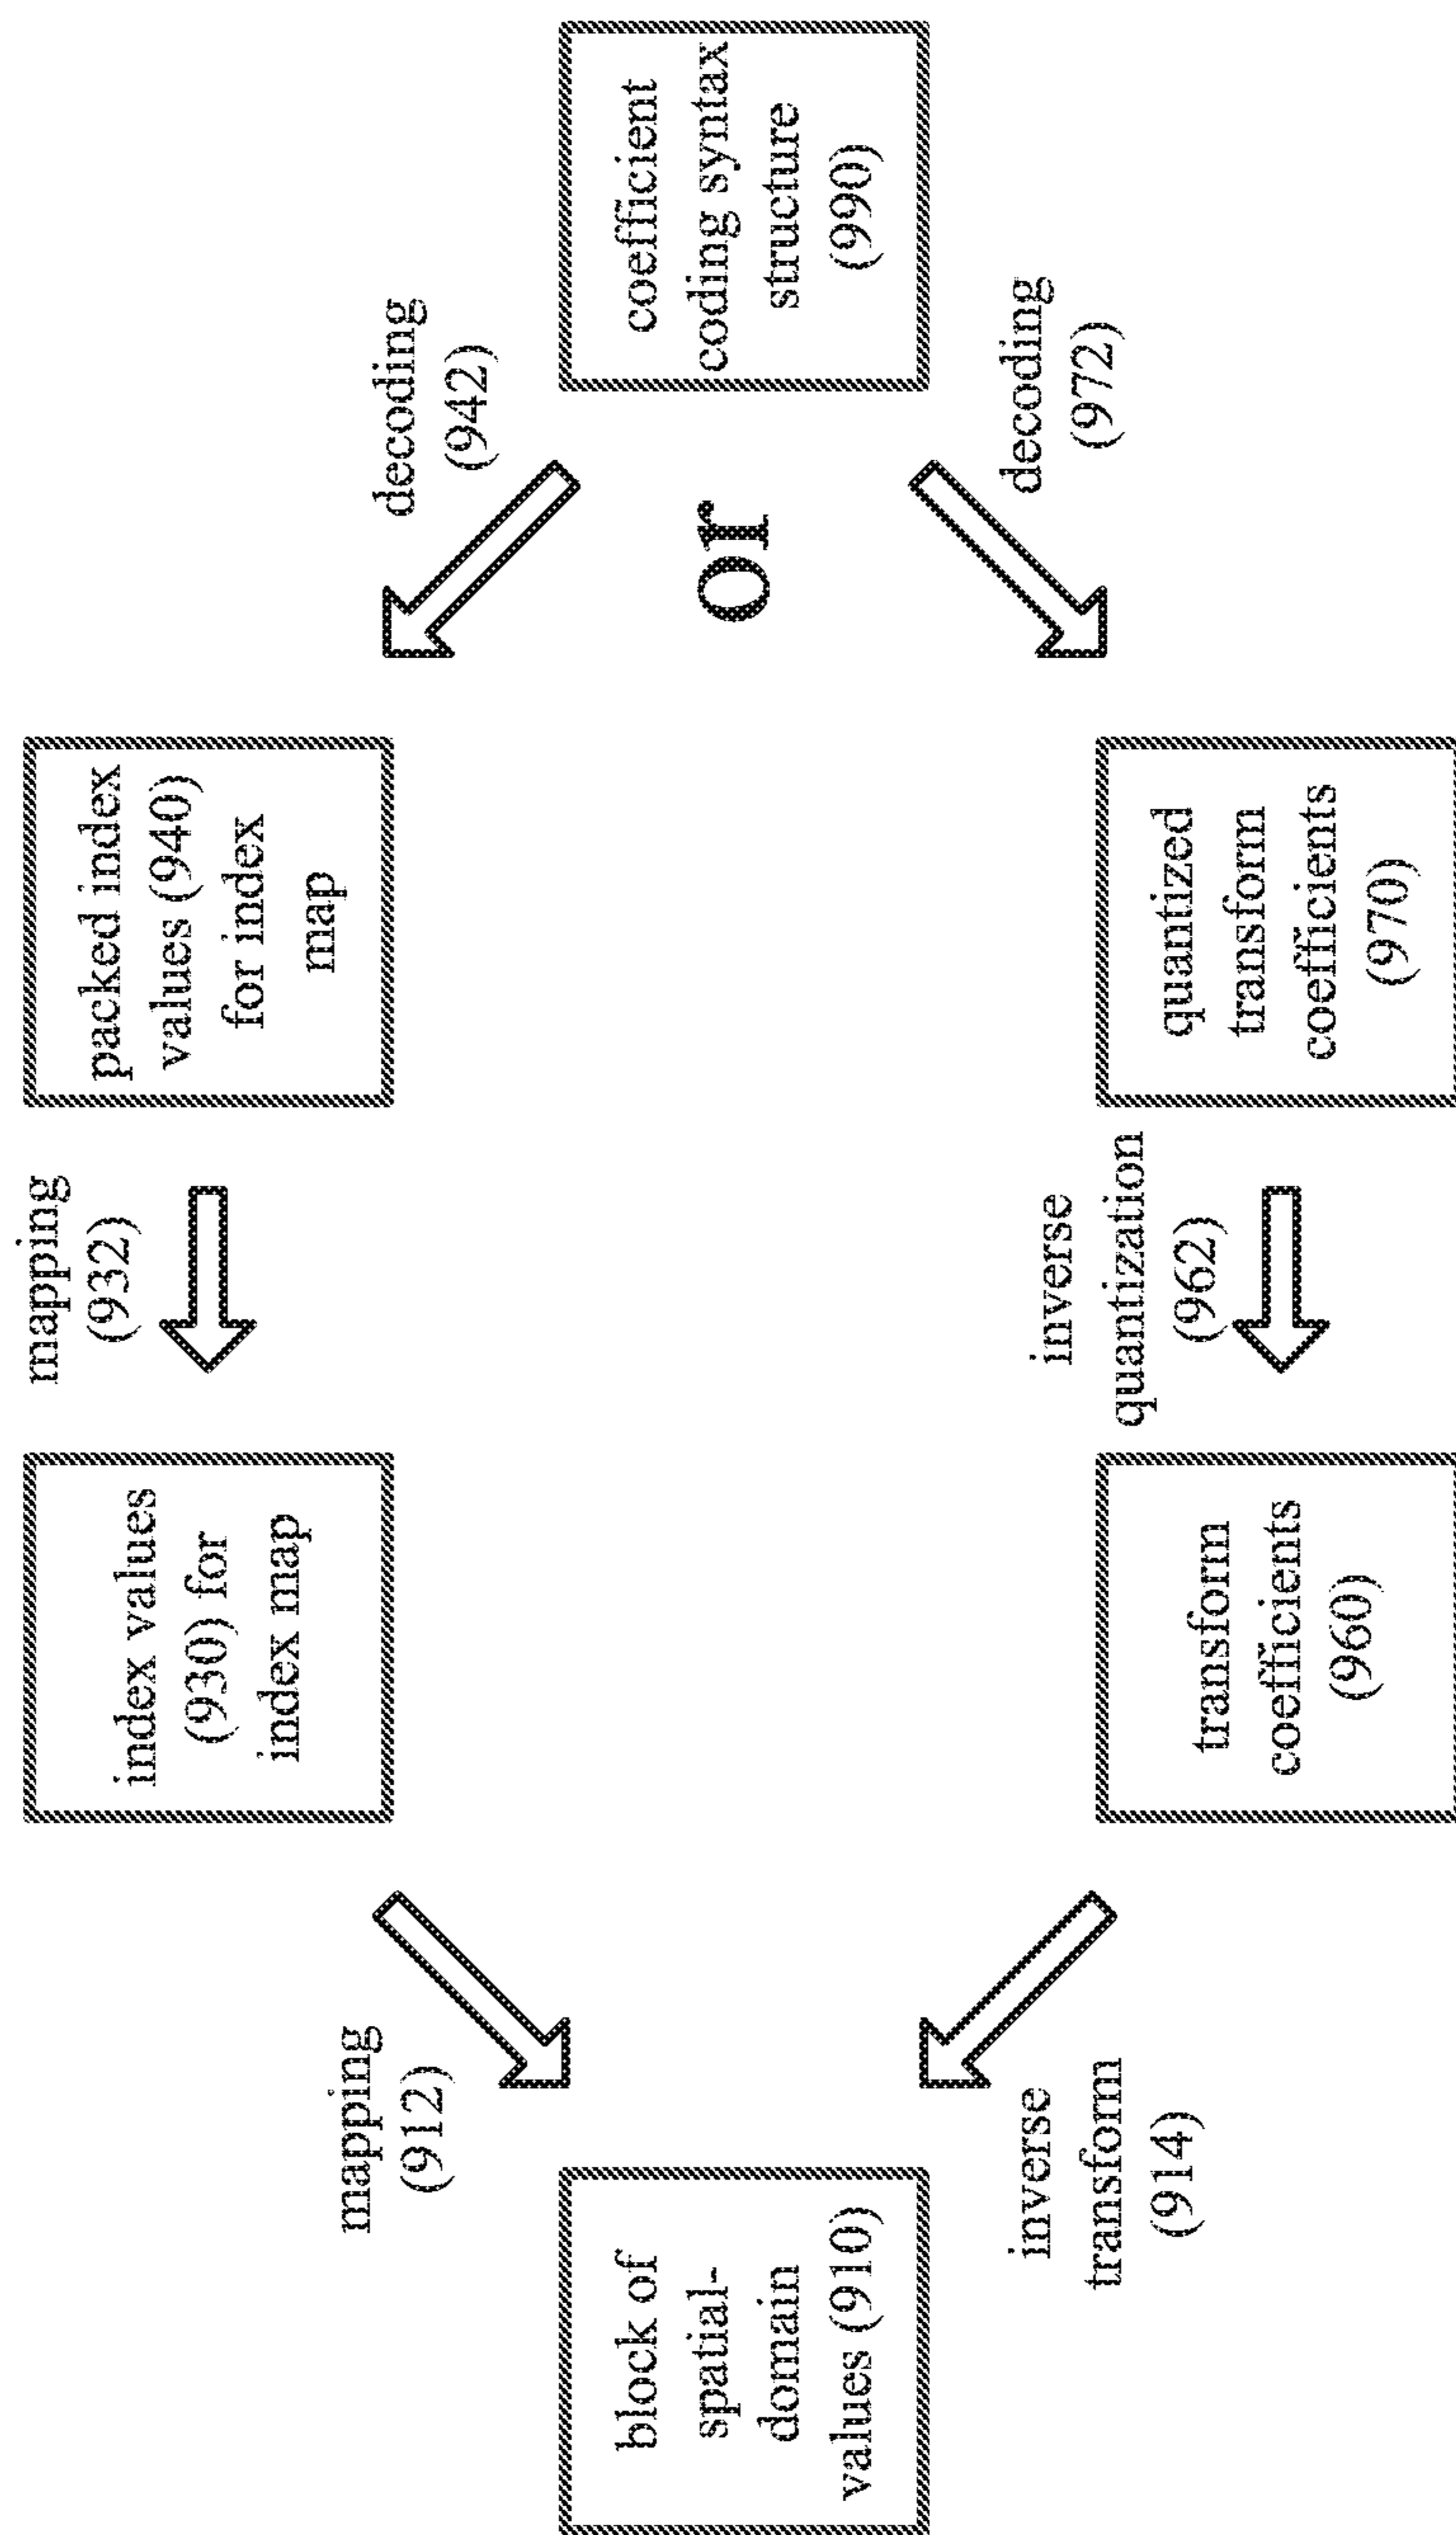 block of
spatial-
domain
values (910)
mapping
(912)
inverse
transform
(914)
index values
(930) for
index map
transform
coefficients
(960)
mapping
(932)
inverse
quantization
(962)
packed index
values (940)
for index
map
quantized
transform
coefficients
(970)
decoding
(942)
or
decoding
(972)
coefficient
coding syntax
structure
(990)